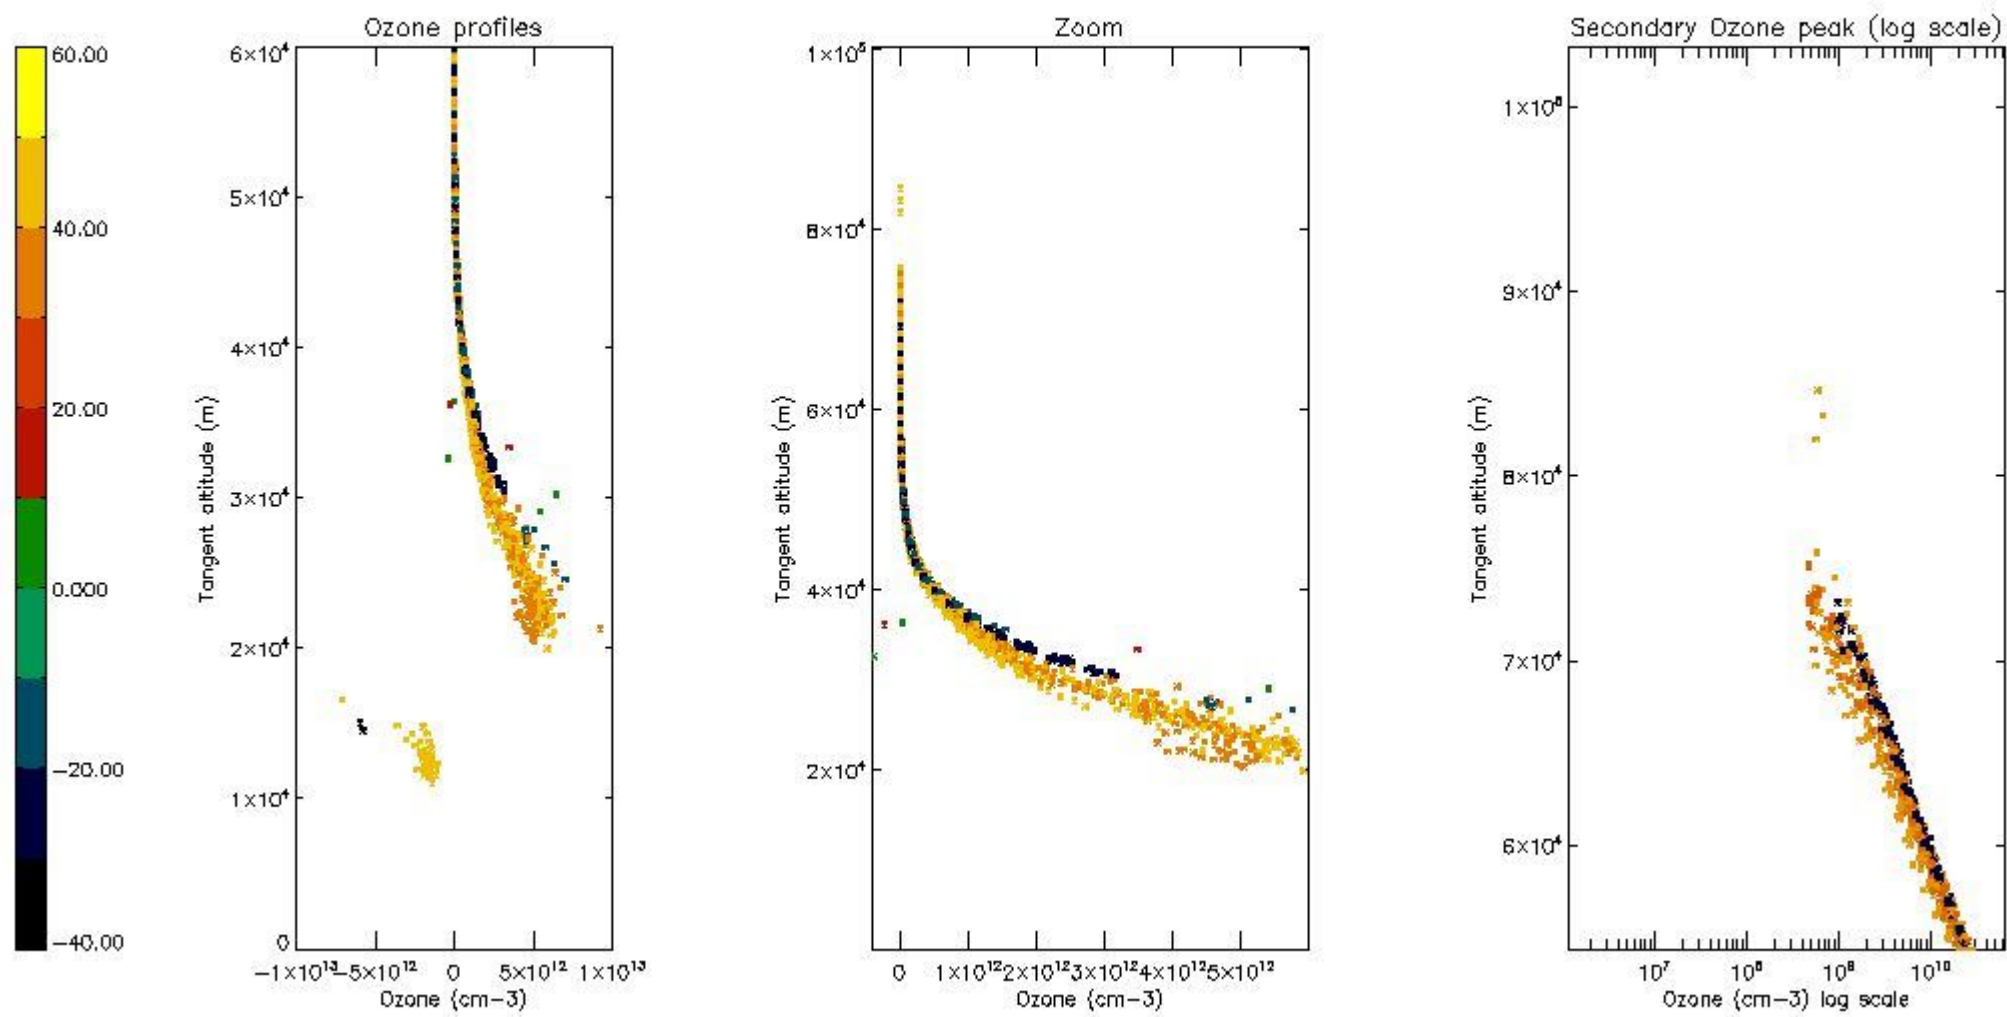 60.00
40.00
20.00
0.000
−20.00
−40.00
Ozone profiles
6×10⁴
5×10⁴
4×10⁴
3×10⁴
2×10⁴
1×10⁴
0
Tangent altitude (m)
−1×10¹³ −5×10¹² 0 5×10¹² 1×10¹³
Ozone (cm−3)
Zoom
1×10⁵
8×10⁴
6×10⁴
4×10⁴
2×10⁴
Tangent altitude (m)
0 1×10¹² 2×10¹² 3×10¹² 4×10¹² 5×10¹²
Ozone (cm−3)
Secondary Ozone peak (log scale)
9×10⁴
8×10⁴
7×10⁴
6×10⁴
Tangent altitude (m)
10⁷ 10⁸ 10⁹ 10¹⁰
Ozone (cm−3) log scale